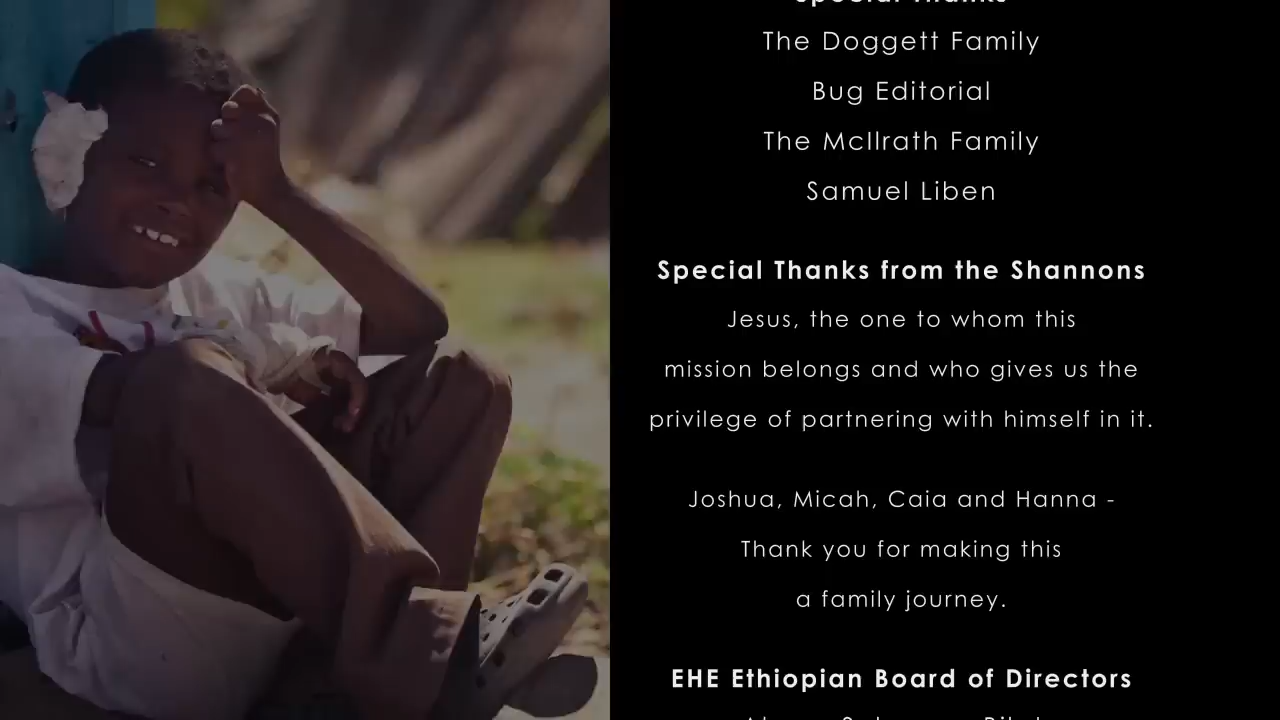 Special Thanks
The Doggett Family
Bug Editorial
The McIlrath Family
Samuel Liben
Special Thanks from the Shannons
Jesus, the one to whom this
mission belongs and who gives us the
privilege of partnering with himself in it.
Joshua, Micah, Caia and Hanna -
Thank you for making this
a family journey.
EHE Ethiopian Board of Directors